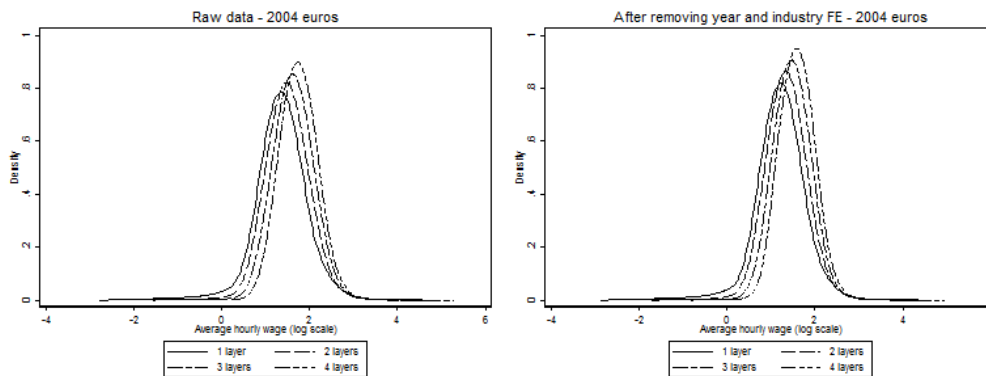 Raw data - 2004 euros
Density
0 .2 .4 .6 .8 1
-4 -2 0 2 4 6
Average hourly wage (log scale)
1 layer 2 layers
3 layers 4 layers
After removing year and industry FE - 2004 euros
Density
0 .2 .4 .6 .8 1
-4 -2 0 2 4
Average hourly wage (log scale)
1 layer 2 layers
3 layers 4 layers